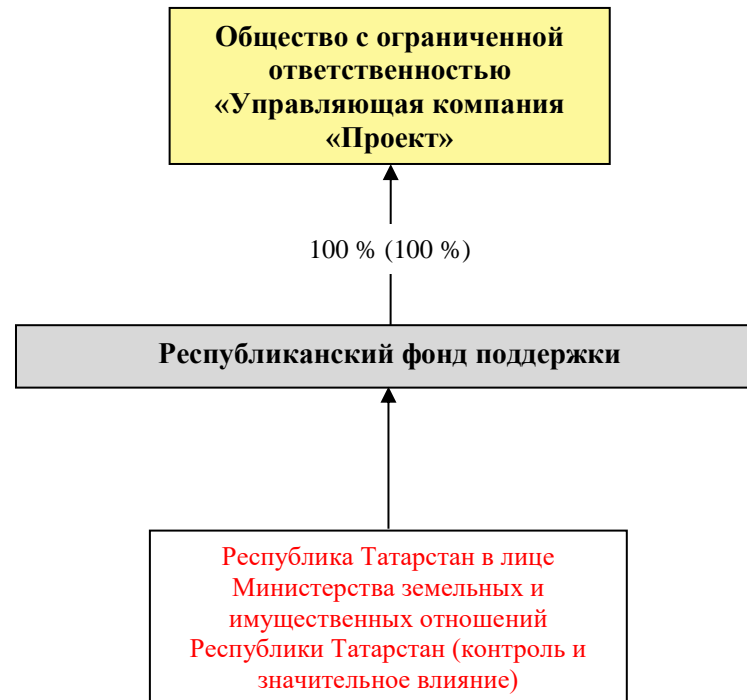 Общество с ограниченной
ответственностью
«Управляющая компания
«Проект»
100 % (100 %)
Республиканский фонд поддержки
Республика Татарстан в лице
Министерства земельных и
имущественных отношений
Республики Татарстан (контроль и
значительное влияние)